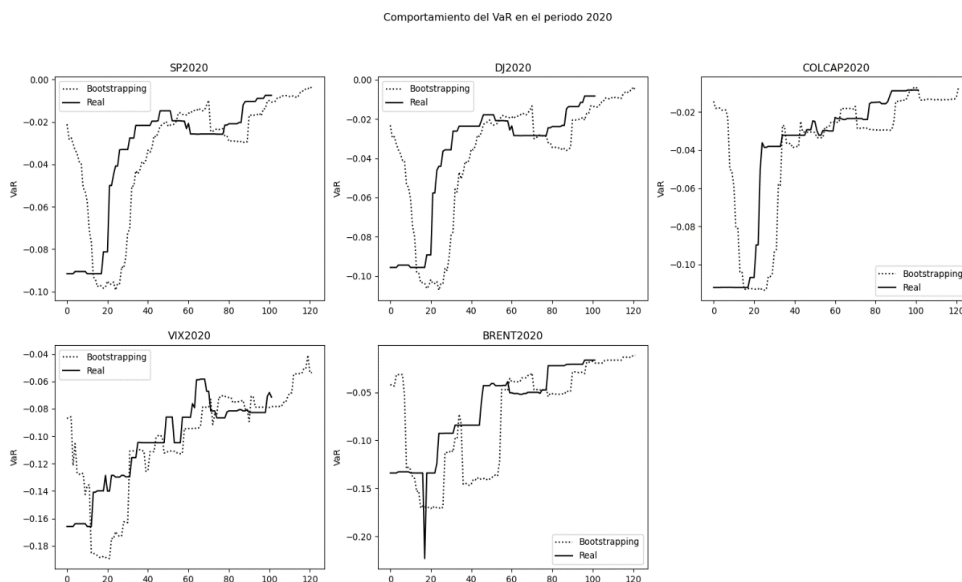 Comportamiento del VaR en el periodo 2020
SP2020
0.00
−0.02
−0.04
−0.06
−0.08
−0.10
VaR
Bootstrapping
Real
0 20 40 60 80 100 120
DJ2020
0.00
−0.02
−0.04
−0.06
−0.08
−0.10
VaR
Bootstrapping
Real
0 20 40 60 80 100 120
COLCAP2020
−0.02
−0.04
−0.06
−0.08
−0.10
VaR
Bootstrapping
Real
0 20 40 60 80 100 120
VIX2020
−0.04
−0.06
−0.08
−0.10
−0.12
−0.14
−0.16
−0.18
VaR
Bootstrapping
Real
0 20 40 60 80 100 120
BRENT2020
−0.05
−0.10
−0.15
−0.20
VaR
Bootstrapping
Real
0 20 40 60 80 100 120